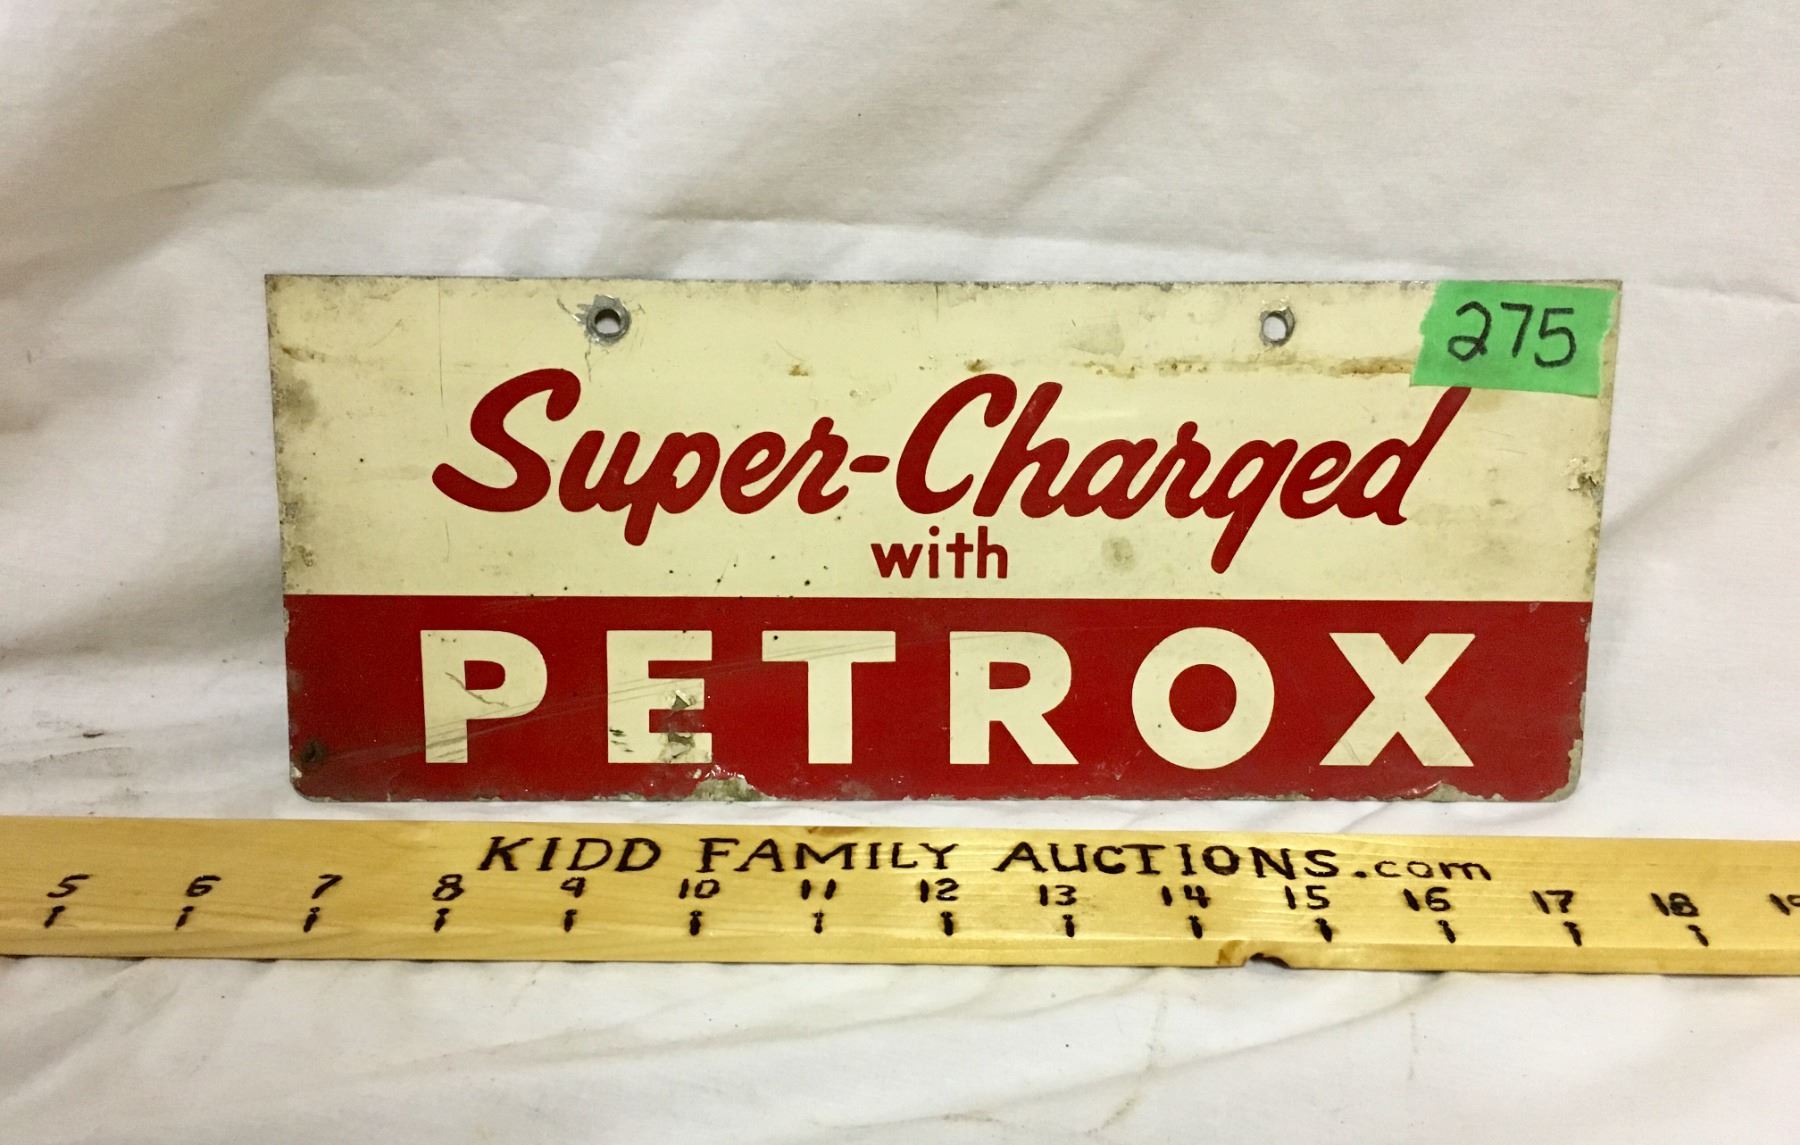 275
Super-Charged
with
PETROX
KIDD FAMILY AUCTIONS.com
5 6 7 8 9 10 11 12 13 14 15 16 17 18